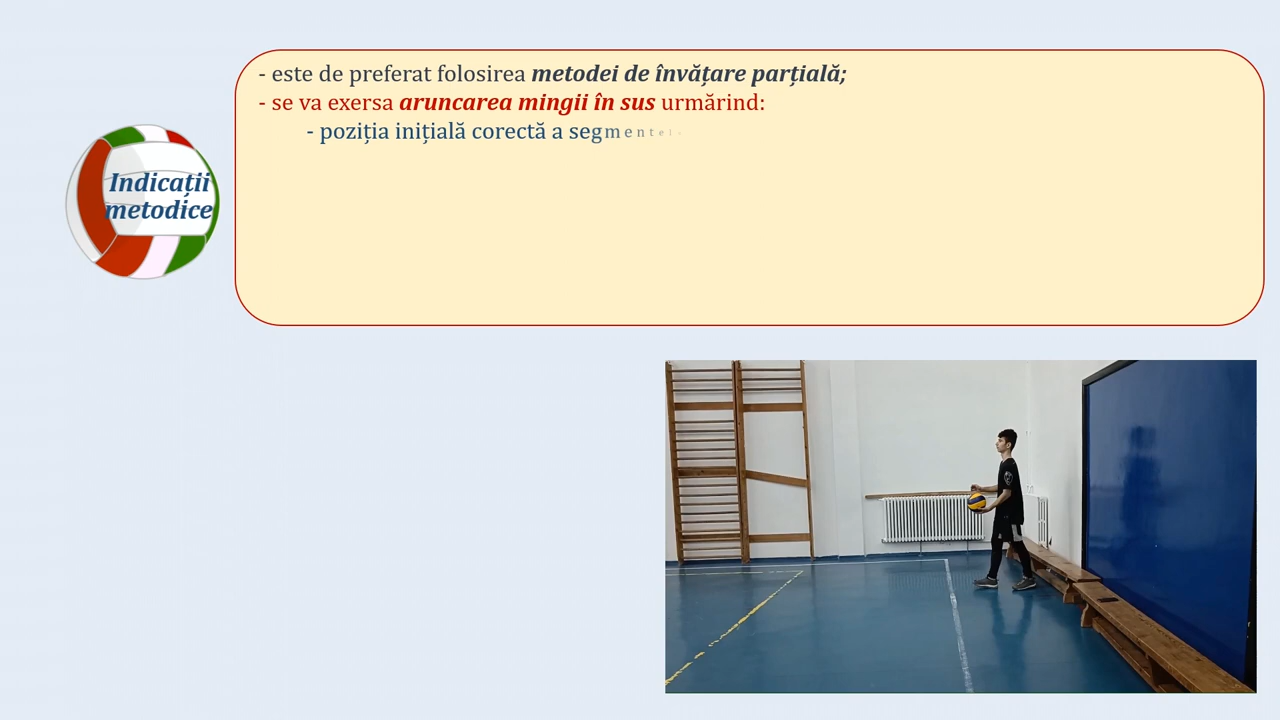 - este de preferat folosirea metodei de învățare parțială;
- se va exersa aruncarea mingii în sus urmărind:
- poziția inițială corectă a
Indicații
metodice